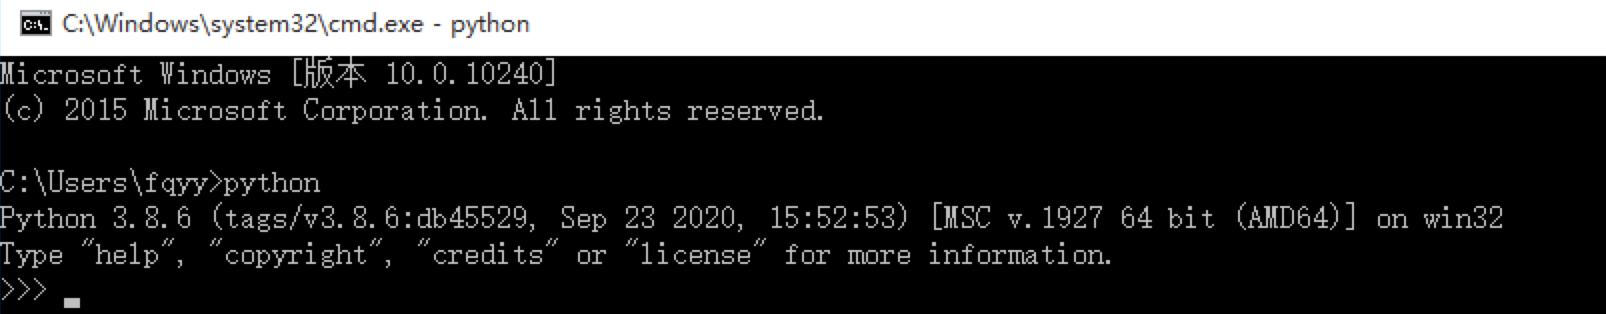 C:\Windows\system32\cmd.exe - python
Microsoft Windows [版本 10.0.10240]
(c) 2015 Microsoft Corporation. All rights reserved.
C:\Users\fqyy>python
Python 3.8.6 (tags/v3.8.6:db45529, Sep 23 2020, 15:52:53) [MSC v.1927 64 bit (AMD64)] on win32
Type "help", "copyright", "credits" or "license" for more information.
>>>